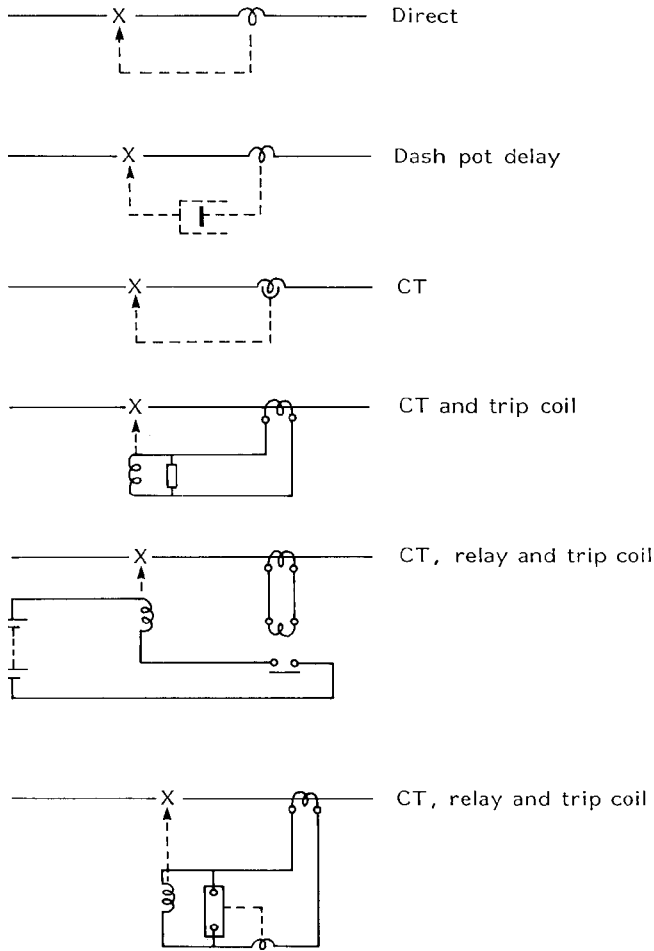 Direct
Dash pot delay
CT
CT and trip coil
CT, relay and trip coil
CT, relay and trip coil